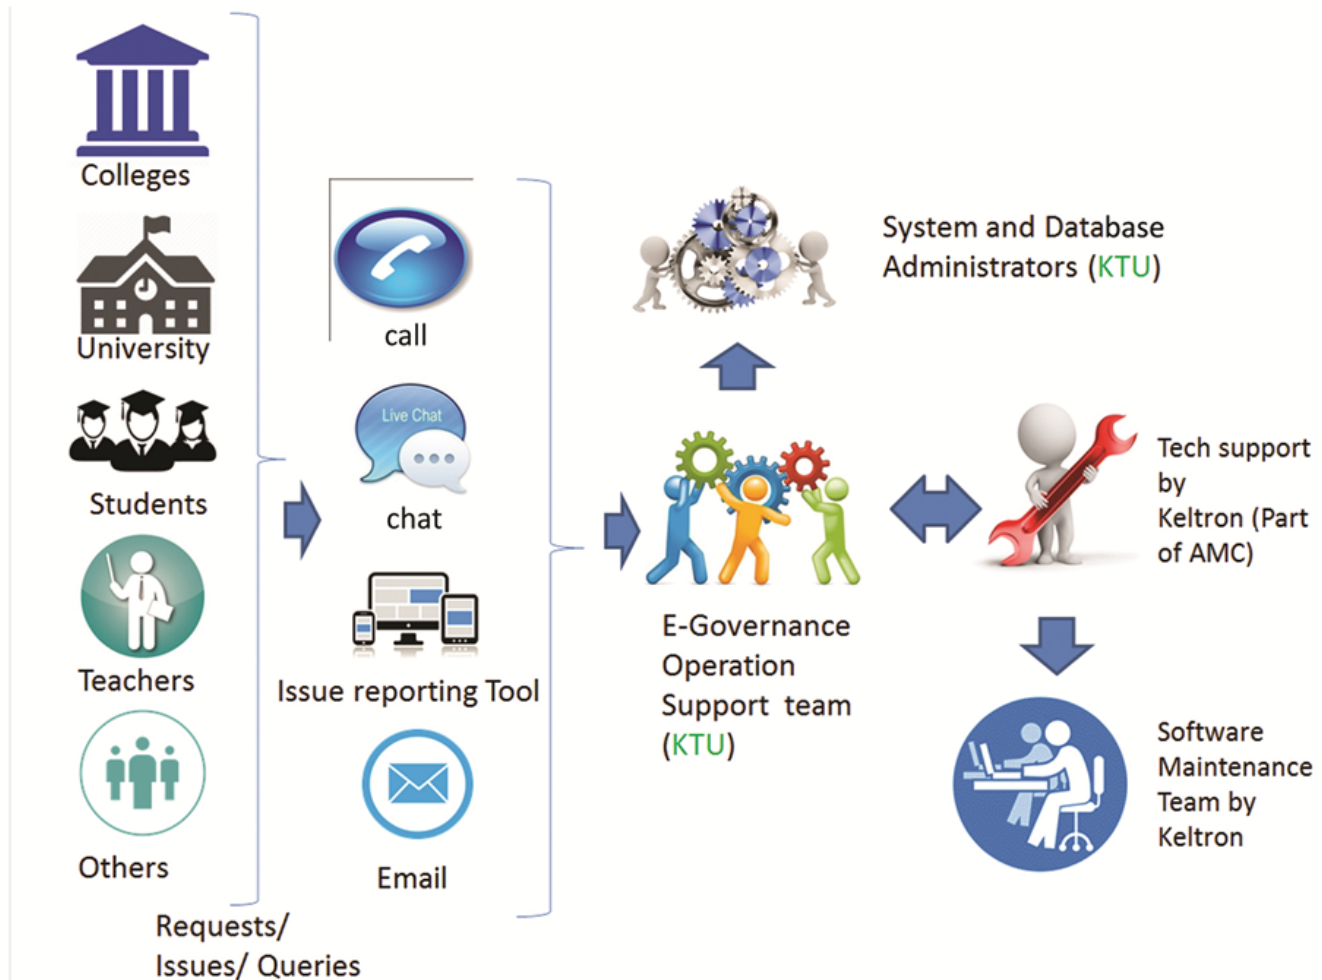 Colleges
University
Students
Teachers
Others
Requests/
Issues/ Queries
call
Live Chat
chat
Issue reporting Tool
Email
System and Database
Administrators (KTU)
E-Governance
Operation
Support team
(KTU)
Tech support
by
Keltron (Part
of AMC)
Software
Maintenance
Team by
Keltron